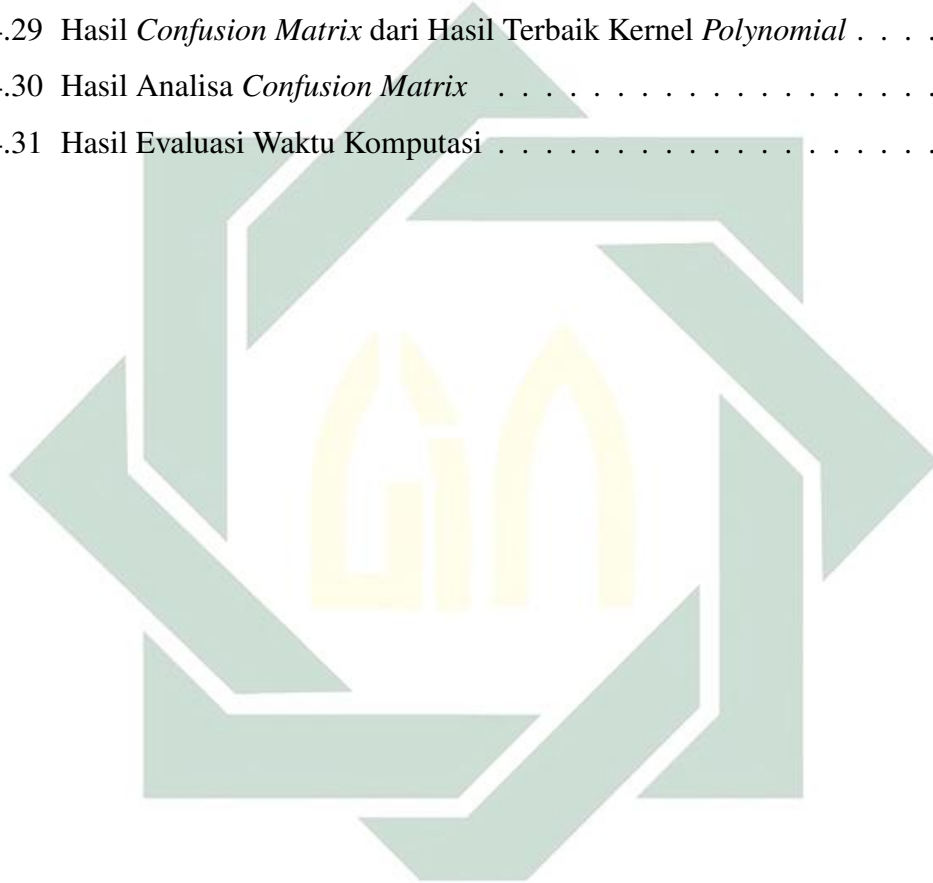 .29 Hasil Confusion Matrix dari Hasil Terbaik Kernel Polynomial . . . .
.30 Hasil Analisa Confusion Matrix . . . . . . . . . . . . . . . . . . .
.31 Hasil Evaluasi Waktu Komputasi . . . . . . . . . . . . . . . . . . .